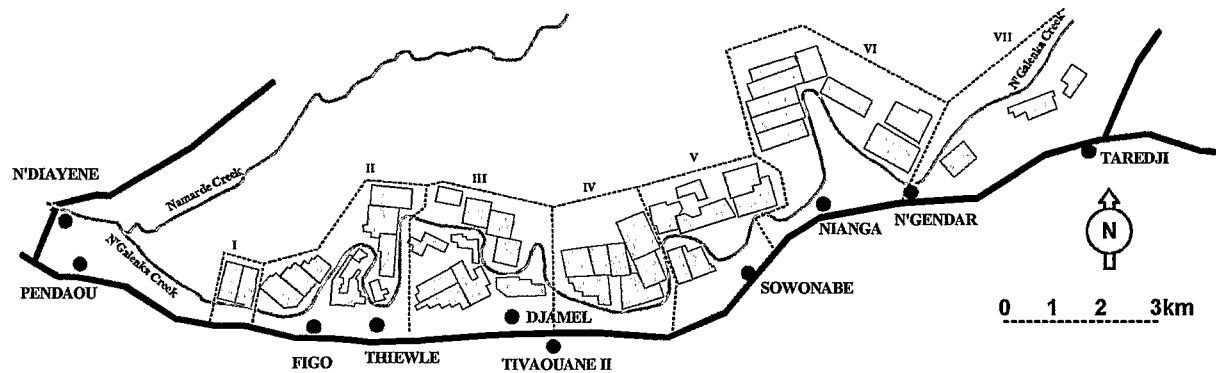 VII
VI
N'Galenka Creek
TAREDJI
N'DIAYENE
Namarde Creek
II
III
IV
V
N
N'GENDAR
NIANGA
N'Galenka Creek
I
PENDAOU
SOWONABE
0 1 2 3km
DJAMEL
FIGO
THIEWLE
TIVAOUANE II